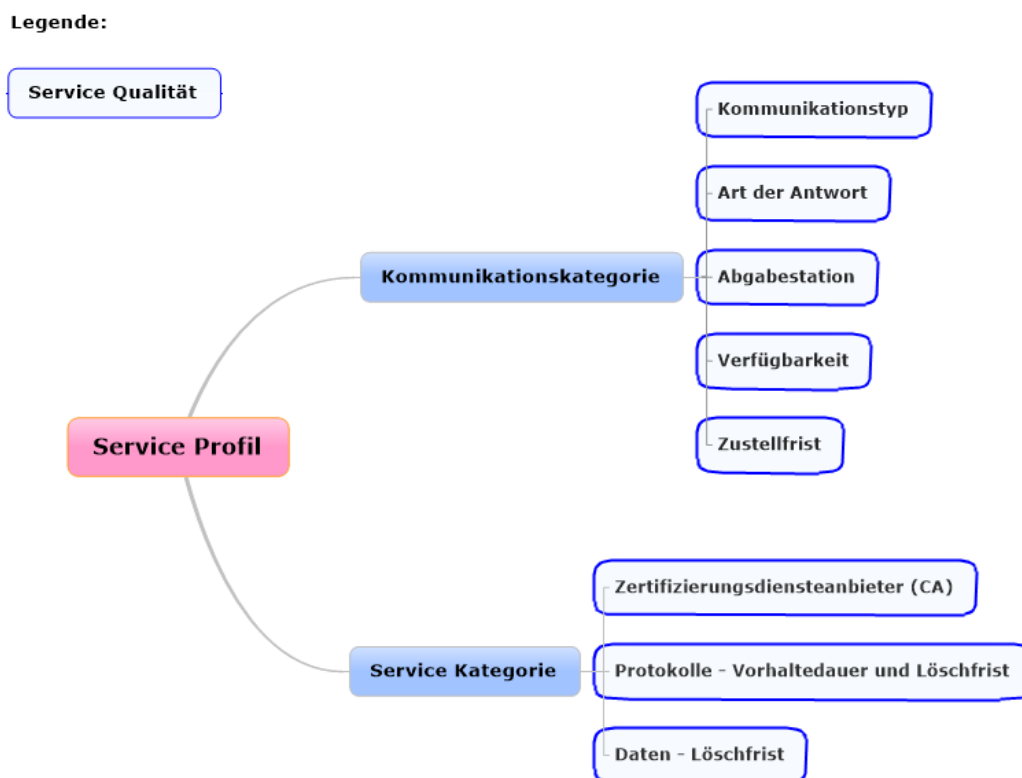 Legende:
Service Qualität
Kommunikationstyp
Art der Antwort
Kommunikationskategorie
Abgabestation
Verfügbarkeit
Service Profil
Zustellfrist
Zertifizierungsdiensteanbieter (CA)
Service Kategorie
Protokolle - Vorhaltedauer und Löschfrist
Daten - Löschfrist